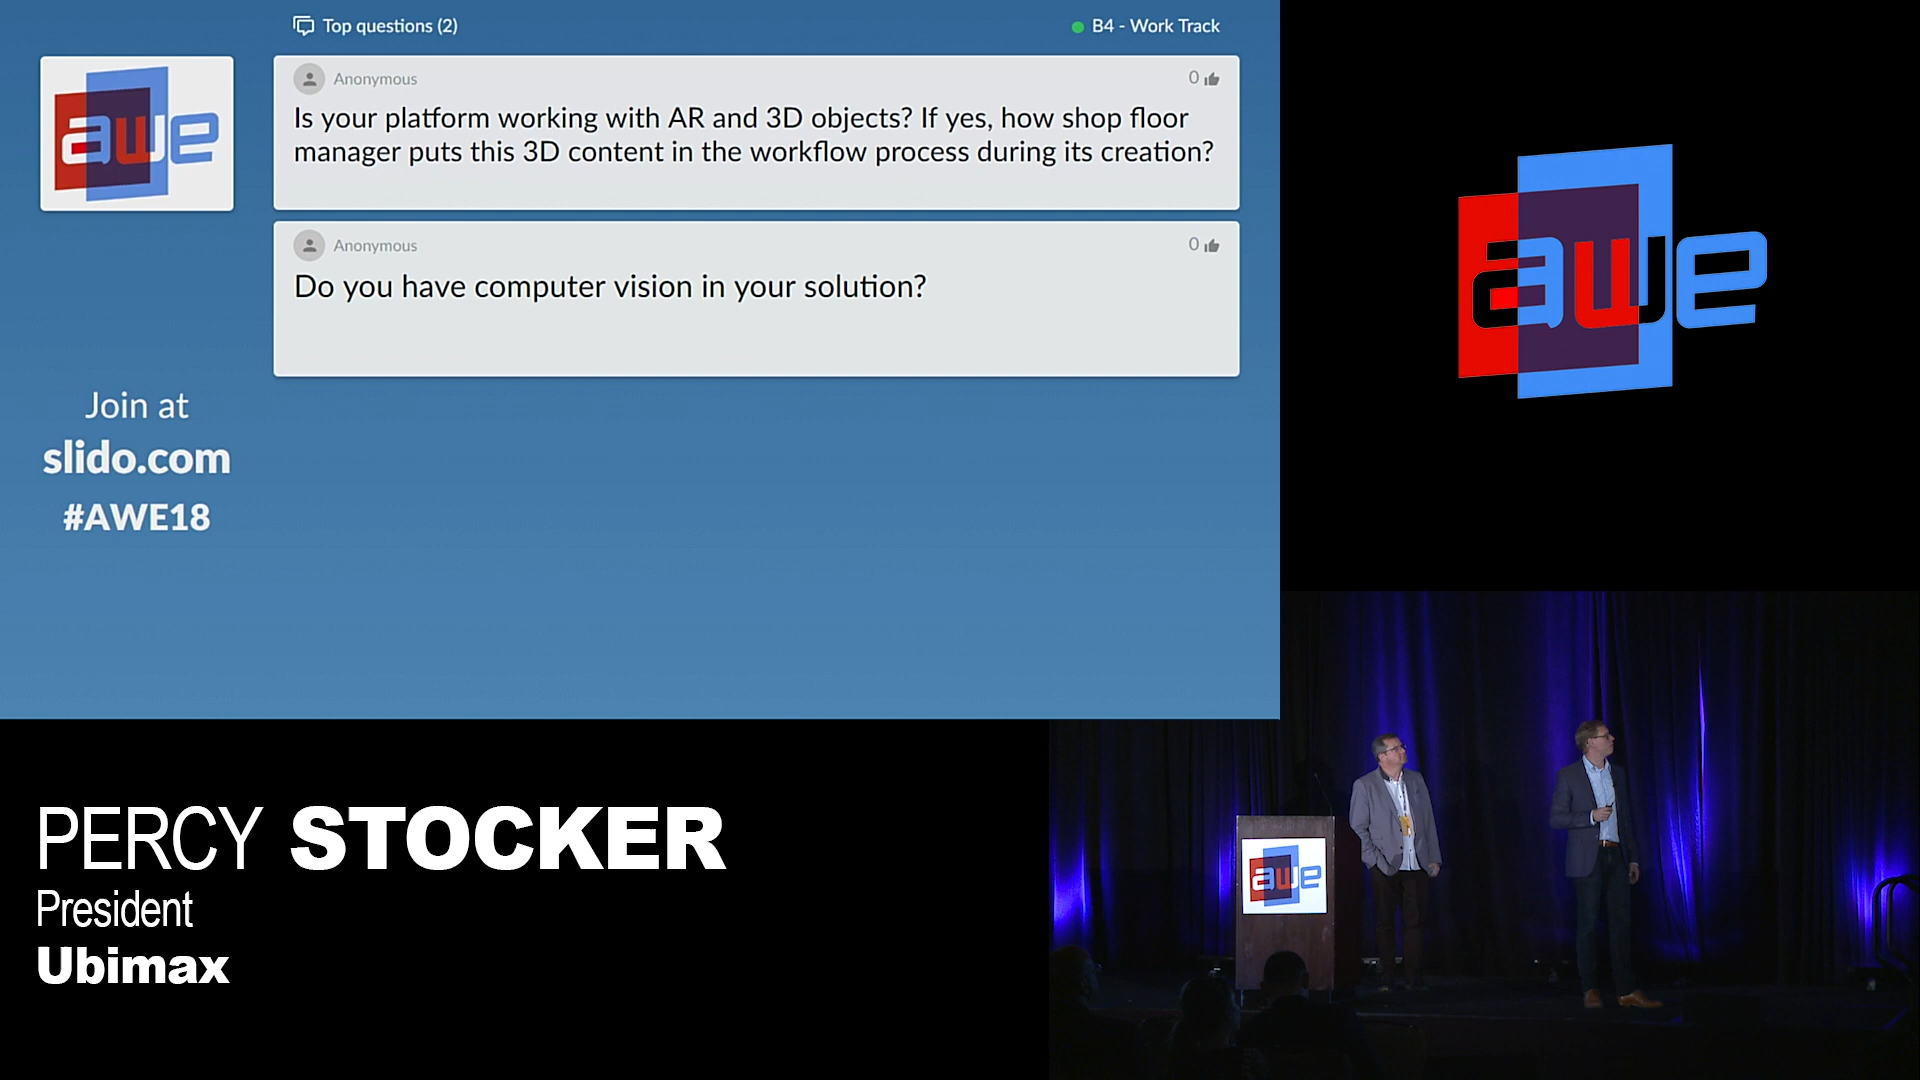 Top questions (2)
B4 - Work Track
awe
Anonymous
0
Is your platform working with AR and 3D objects? If yes, how shop floor
manager puts this 3D content in the workflow process during its creation?
Anonymous
0
Do you have computer vision in your solution?
Join at
slido.com
#AWE18
awe
PERCY STOCKER
President
Ubimax
awe